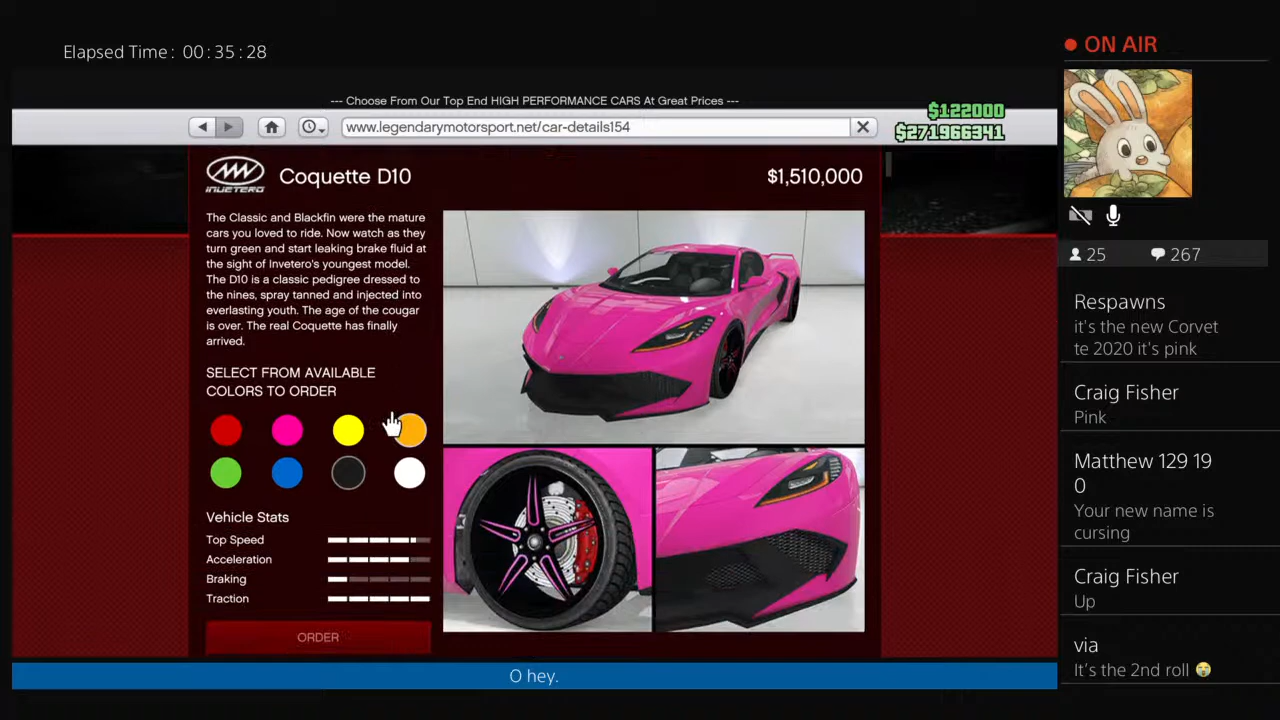 Elapsed Time: 00:35:28
ON AIR
--- Choose From Our Top End HIGH PERFORMANCE CARS At Great Prices ---
www.legendarymotorsport.net/car-details154
$122000
$271966341
INVETERO
Coquette D10
$1,510,000
The Classic and Blackfin were the mature
cars you loved to ride. Now watch as they
turn green and start leaking brake fluid at
the sight of Invetero's youngest model.
The D10 is a classic pedigree dressed to
the nines, spray tanned and injected into
everlasting youth. The age of the cougar
is over. The real Coquette has finally
arrived.
SELECT FROM AVAILABLE
COLORS TO ORDER
Vehicle Stats
Top Speed
Acceleration
Braking
Traction
ORDER
O hey.
25 267
Respawns
it's the new Corvet
te 2020 it's pink
Craig Fisher
Pink
Matthew 129 19
0
Your new name is
cursing
Craig Fisher
Up
via
It's the 2nd roll 😭